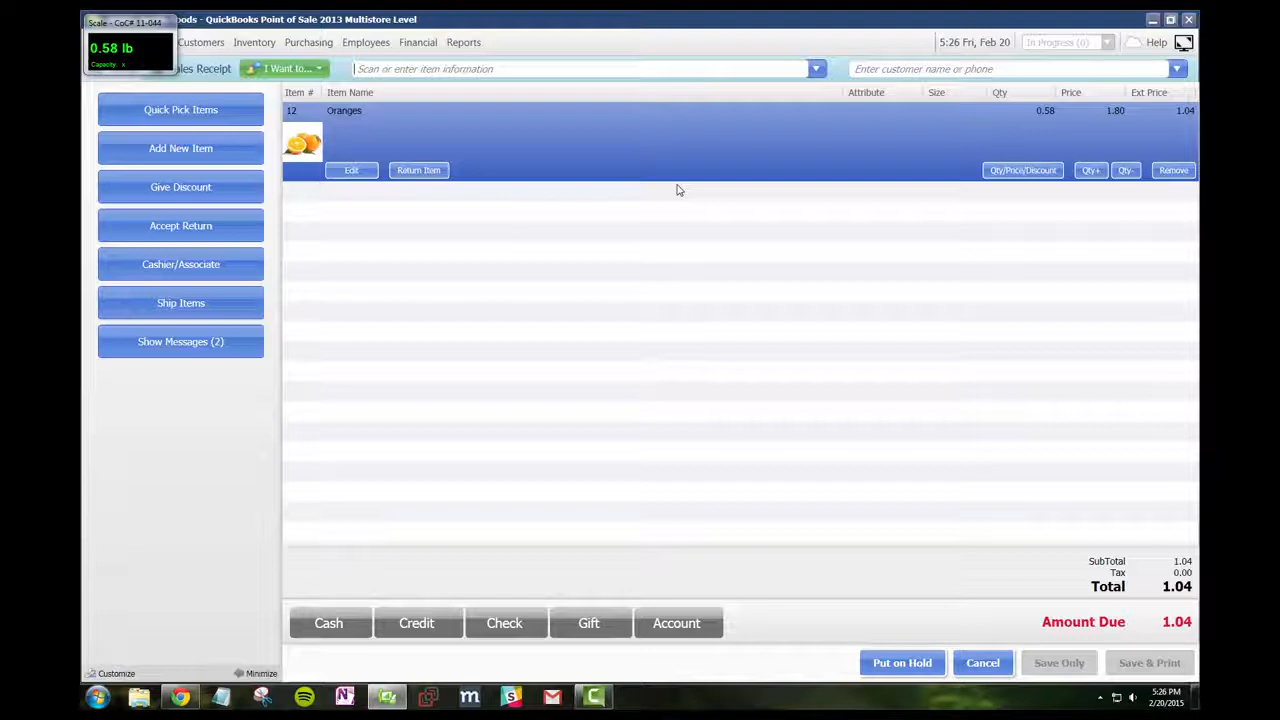 Scale - CoC# 11-044
oods - QuickBooks Point of Sale 2013 Multistore Level
0.58 lb
Capacity: x
Customers Inventory Purchasing Employees Financial Reports
5:26 Fri, Feb 20 In Progress (0) Help
les Receipt I Want to... Scan or enter item information Enter customer name or phone
Item # Item Name Attribute Size Qty Price Ext Price
12 Oranges 0.58 1.80 1.04
Edit Return Item Qty/Price/Discount Qty+ Qty- Remove
Quick Pick Items
Add New Item
Give Discount
Accept Return
Cashier/Associate
Ship Items
Show Messages (2)
SubTotal 1.04
Tax 0.00
Total 1.04
Cash Credit Check Gift Account
Amount Due 1.04
Put on Hold Cancel Save Only Save & Print
Customize Minimize
5:26 PM
2/20/2015